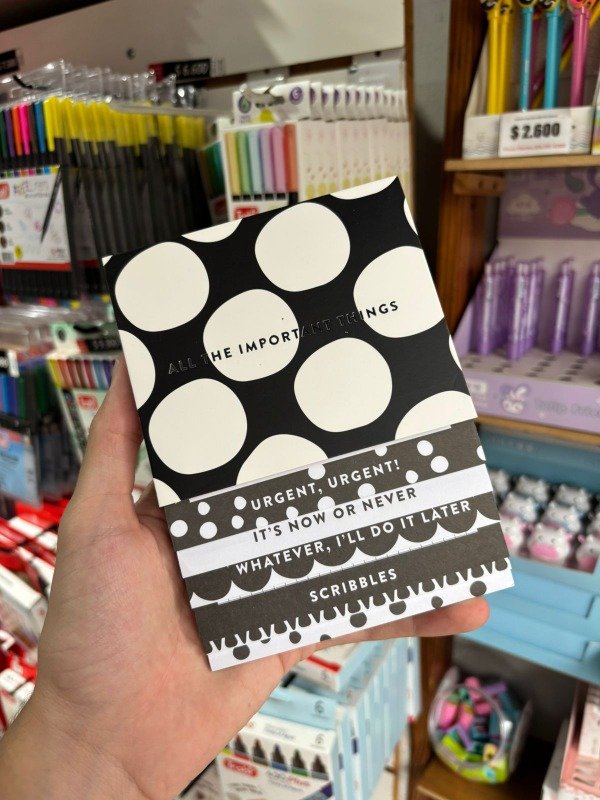 $ 2.600
ALL THE IMPORTANT THINGS
URGENT, URGENT!
IT'S NOW OR NEVER
WHATEVER, I'LL DO IT LATER
SCRIBBLES